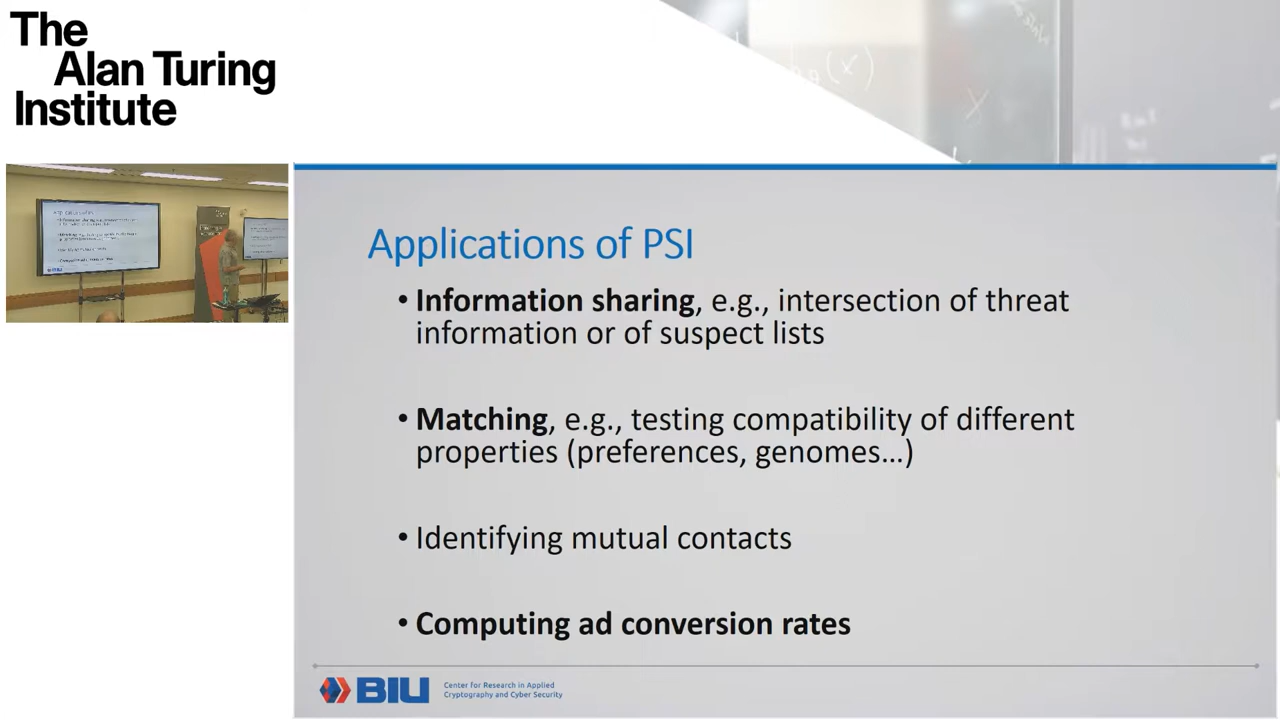 The
Alan Turing
Institute
Applications of PSI
• Information sharing, e.g., intersection of threat
information or of suspect lists
• Matching, e.g., testing compatibility of different
properties (preferences, genomes...)
• Identifying mutual contacts
• Computing ad conversion rates
BIU
Center for Research in Applied
Cryptography and Cyber Security